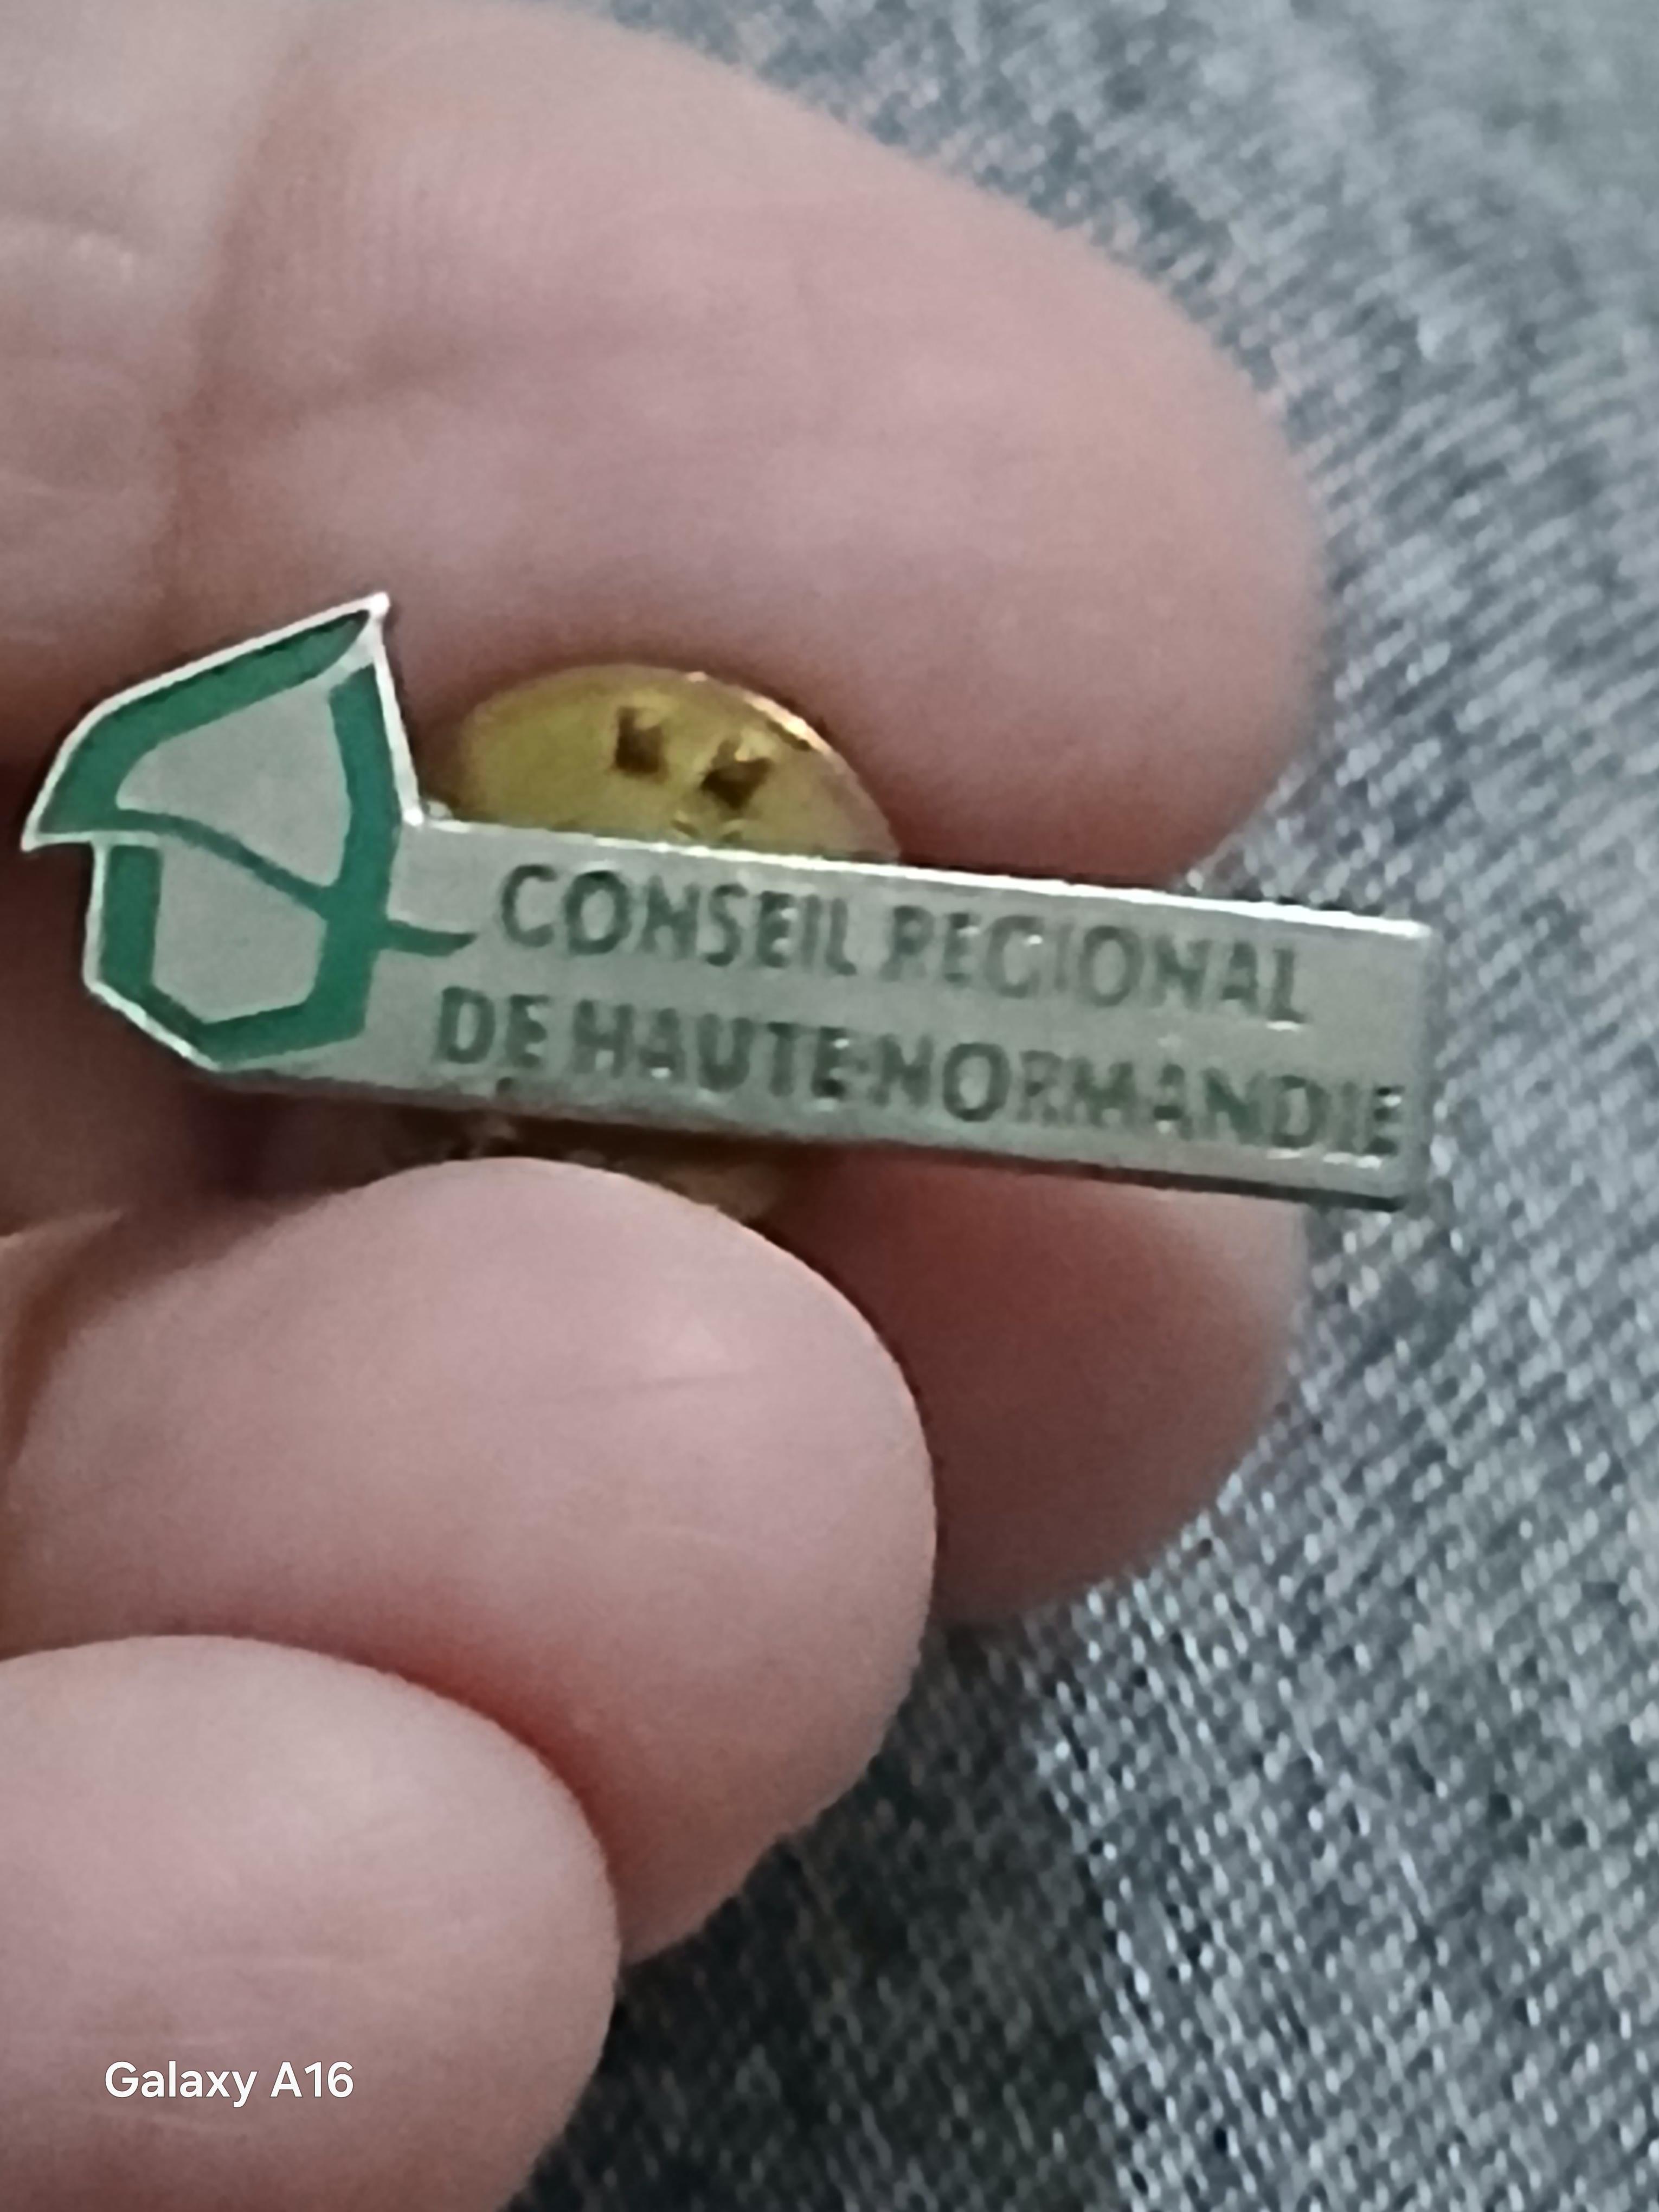 CONSEIL REGIONAL
DE HAUTE-NORMANDIE
Galaxy A16